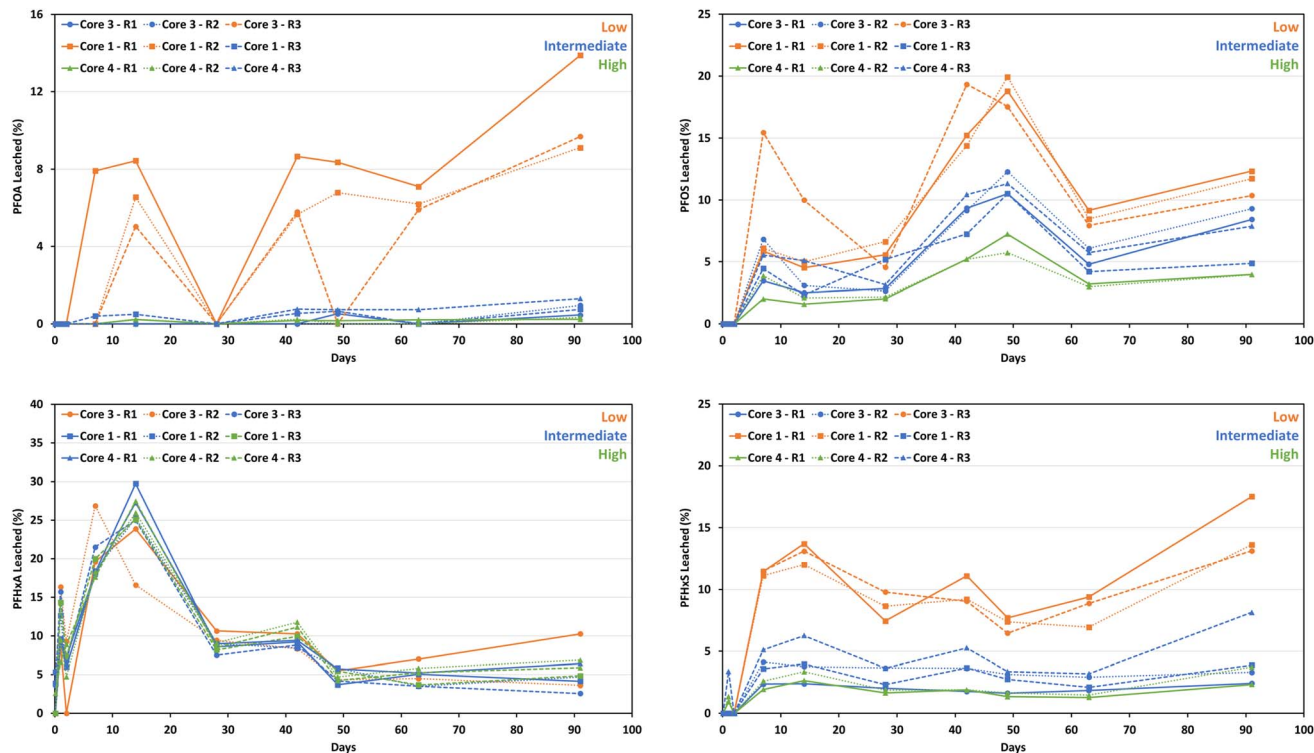 Core 3 - R1 Core 3 - R2 Core 3 - R3 Low
Core 1 - R1 Core 1 - R2 Core 1 - R3 Intermediate
Core 4 - R1 Core 4 - R2 Core 4 - R3 High
PFOA Leached (%)
16
12
8
4
0
0 10 20 30 40 50 60 70 80 90 100
Days
Core 3 - R1 Core 3 - R2 Core 3 - R3 Low
Core 1 - R1 Core 1 - R2 Core 1 - R3 Intermediate
Core 4 - R1 Core 4 - R2 Core 4 - R3 High
PFOS Leached (%)
25
20
15
10
5
0
0 10 20 30 40 50 60 70 80 90 100
Days
Core 3 - R1 Core 3 - R2 Core 3 - R3 Low
Core 1 - R1 Core 1 - R2 Core 1 - R3 Intermediate
Core 4 - R1 Core 4 - R2 Core 4 - R3 High
PFHxA Leached (%)
40
35
30
25
20
15
10
5
0
0 10 20 30 40 50 60 70 80 90 100
Days
Core 3 - R1 Core 3 - R2 Core 3 - R3 Low
Core 1 - R1 Core 1 - R2 Core 1 - R3 Intermediate
Core 4 - R1 Core 4 - R2 Core 4 - R3 High
PFHxS Leached (%)
25
20
15
10
5
0
0 10 20 30 40 50 60 70 80 90 100
Days